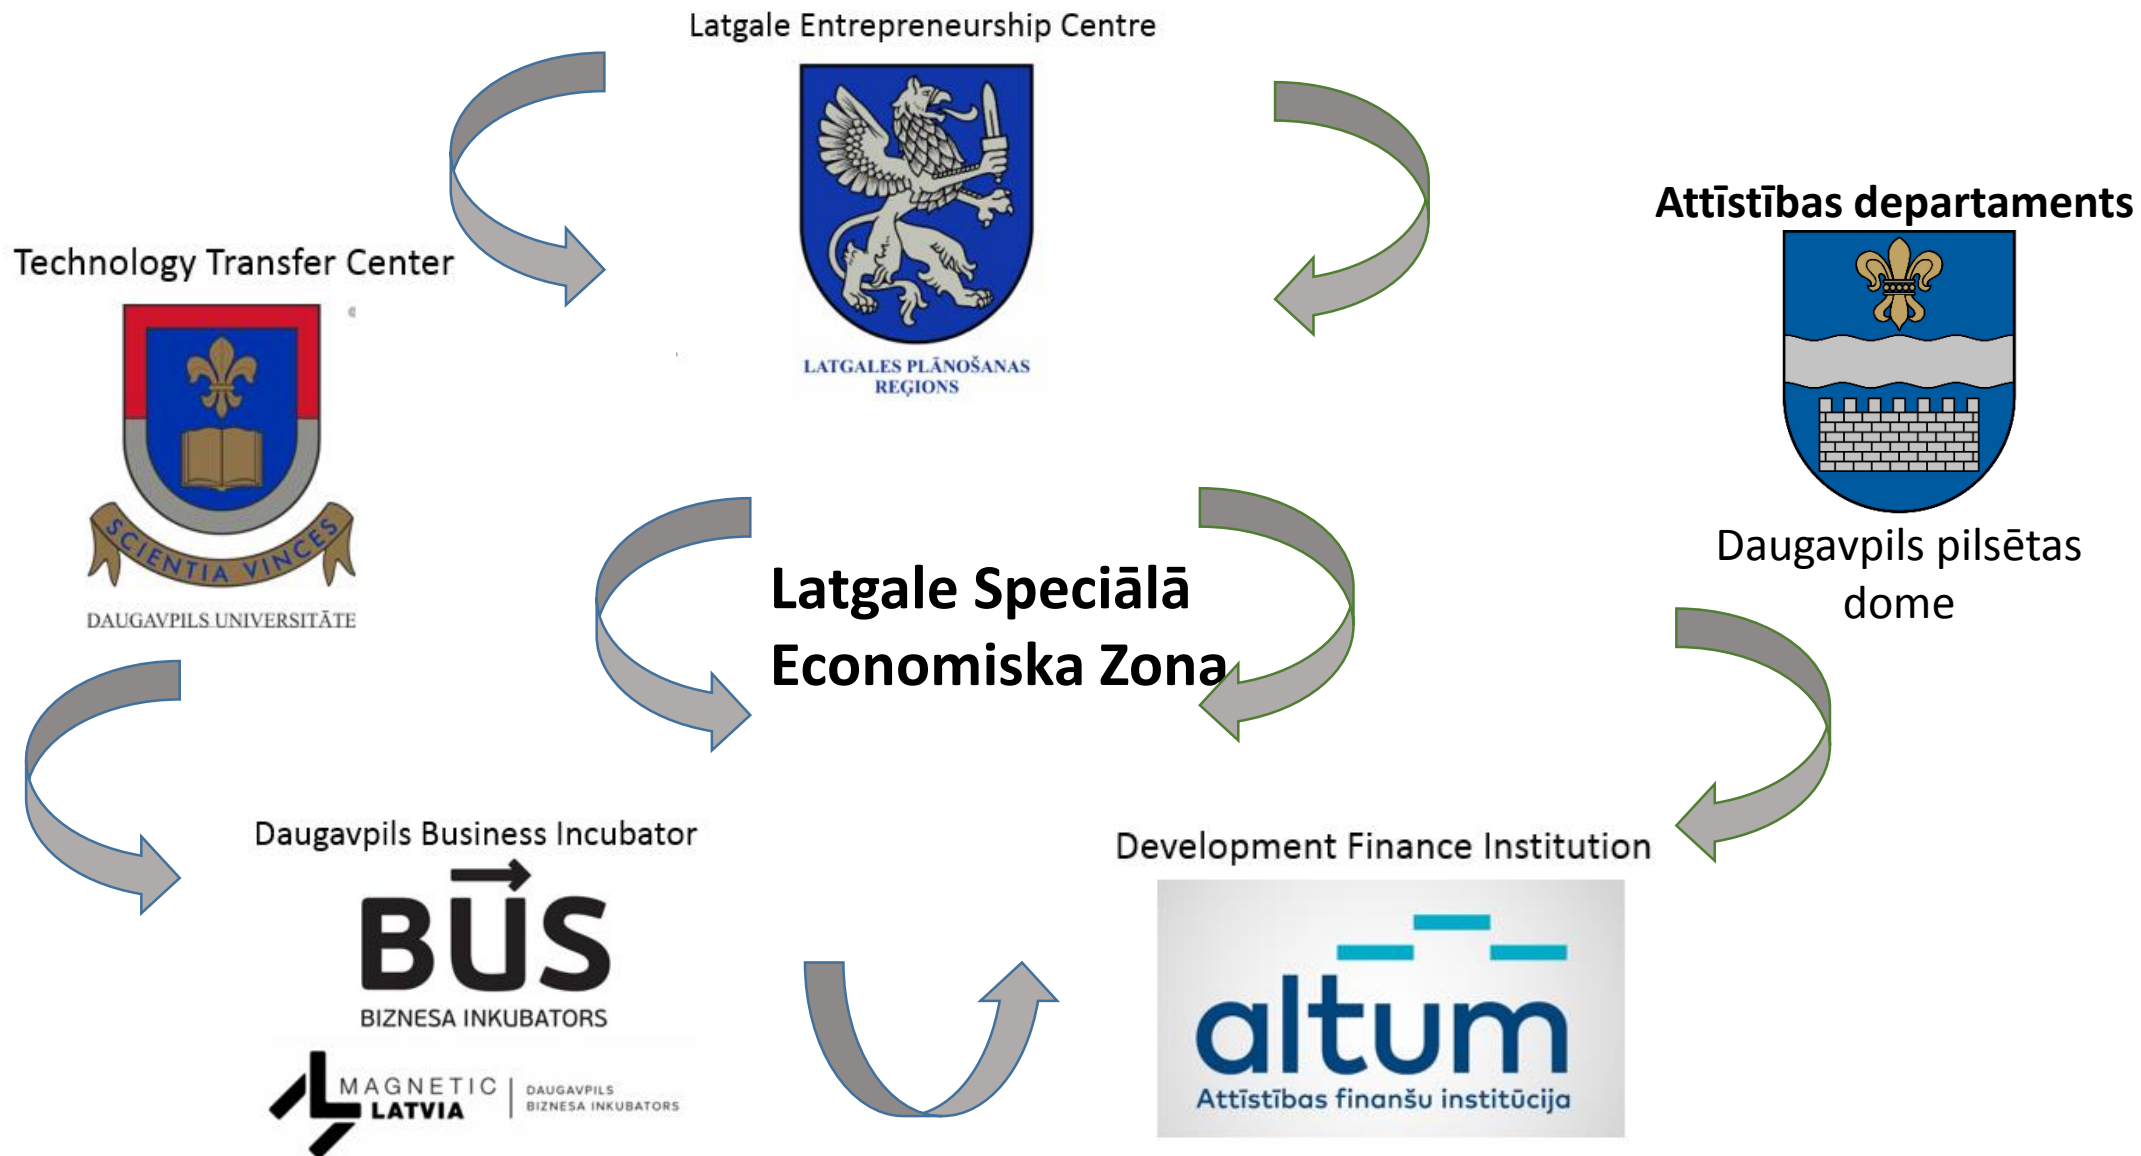 Latgale Entrepreneurship Centre
LATGALES PLĀNOŠANAS
REĢIONS
Attīstības departaments
Daugavpils pilsētas
dome
Technology Transfer Center
SCIENTIA VINCES
DAUGAVPILS UNIVERSITĀTE
Latgale Speciālā
Economiska Zona
Daugavpils Business Incubator
BUS
BIZNESA INKUBATORS
MAGNETIC
LATVIA
DAUGAVPILS
BIZNESA INKUBATORS
Development Finance Institution
altum
Attīstības finanšu institūcija